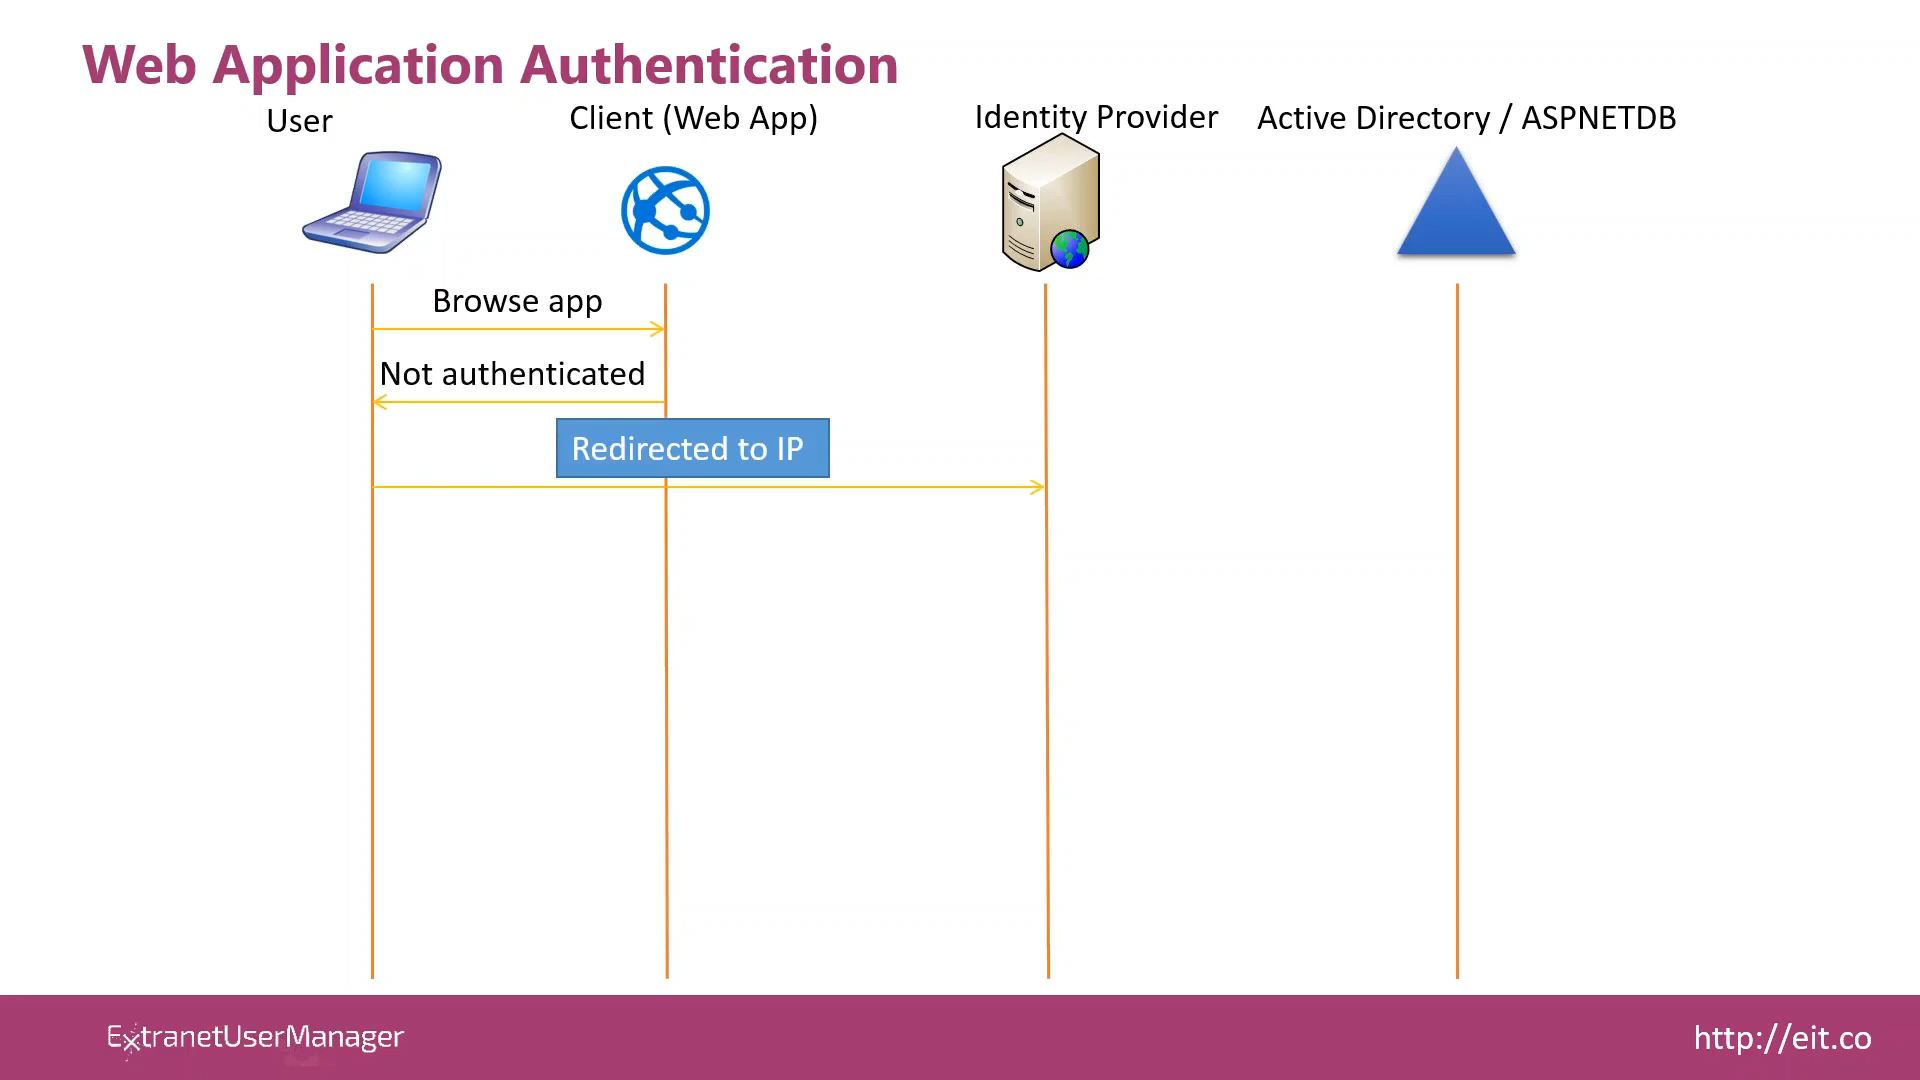 Web Application Authentication
User
Client (Web App)
Identity Provider
Active Directory / ASPNETDB
Browse app
Not authenticated
Redirected to IP
ExtranetUserManager
http://eit.co